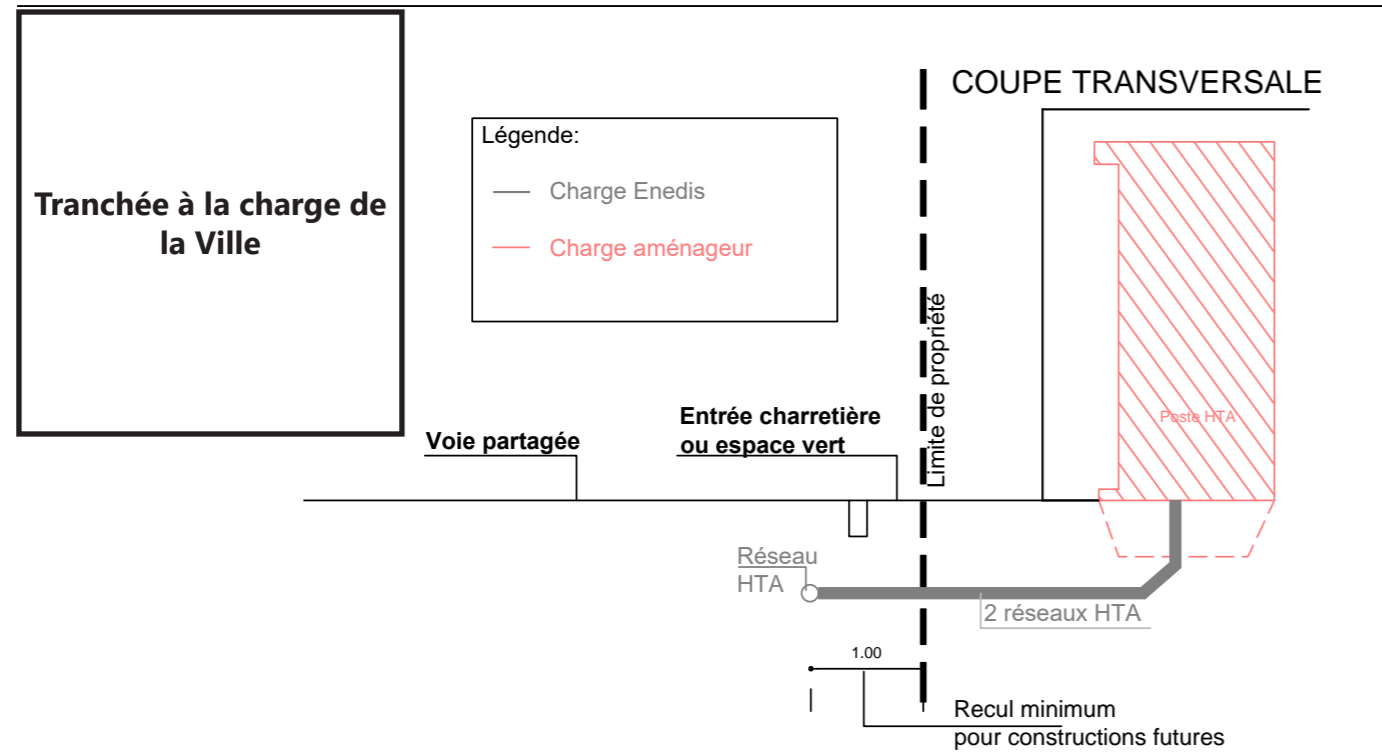 COUPE TRANSVERSALE
Légende:
Charge Enedis
Charge aménageur
Tranchée à la charge de
la Ville
Limite de propriété
Poste HTA
Voie partagée
Entrée charretière
ou espace vert
Réseau
HTA
2 réseaux HTA
1.00
Recul minimum
pour constructions futures